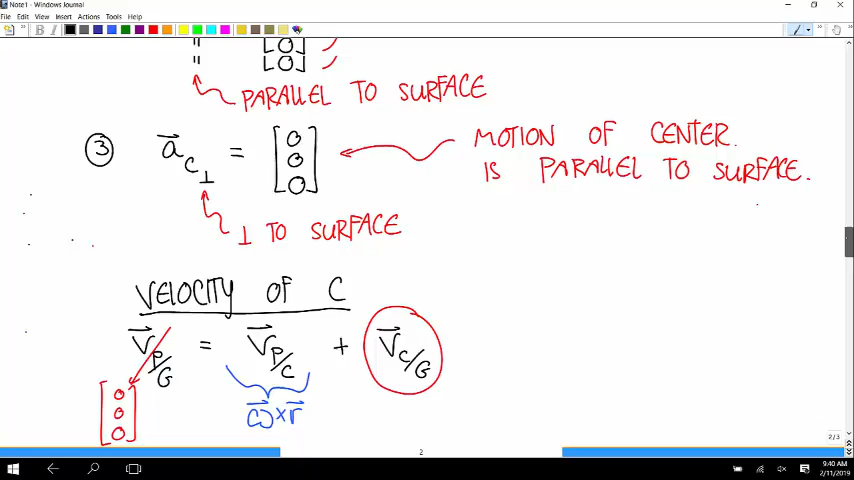 Note1 - Windows Journal
File Edit View Insert Actions Tools Help
B I
" [0]
" [0]
PARALLEL TO SURFACE
③ a⃗ C⊥ = [0 0 0] MOTION OF CENTER.
IS PARALLEL TO SURFACE.
⊥ TO SURFACE
VELOCITY OF C
V⃗ P/G = V⃗ P/C + V⃗ C/G
[0 0 0] ω⃗ × r⃗
2/3
2
9:40 AM
2/11/2019